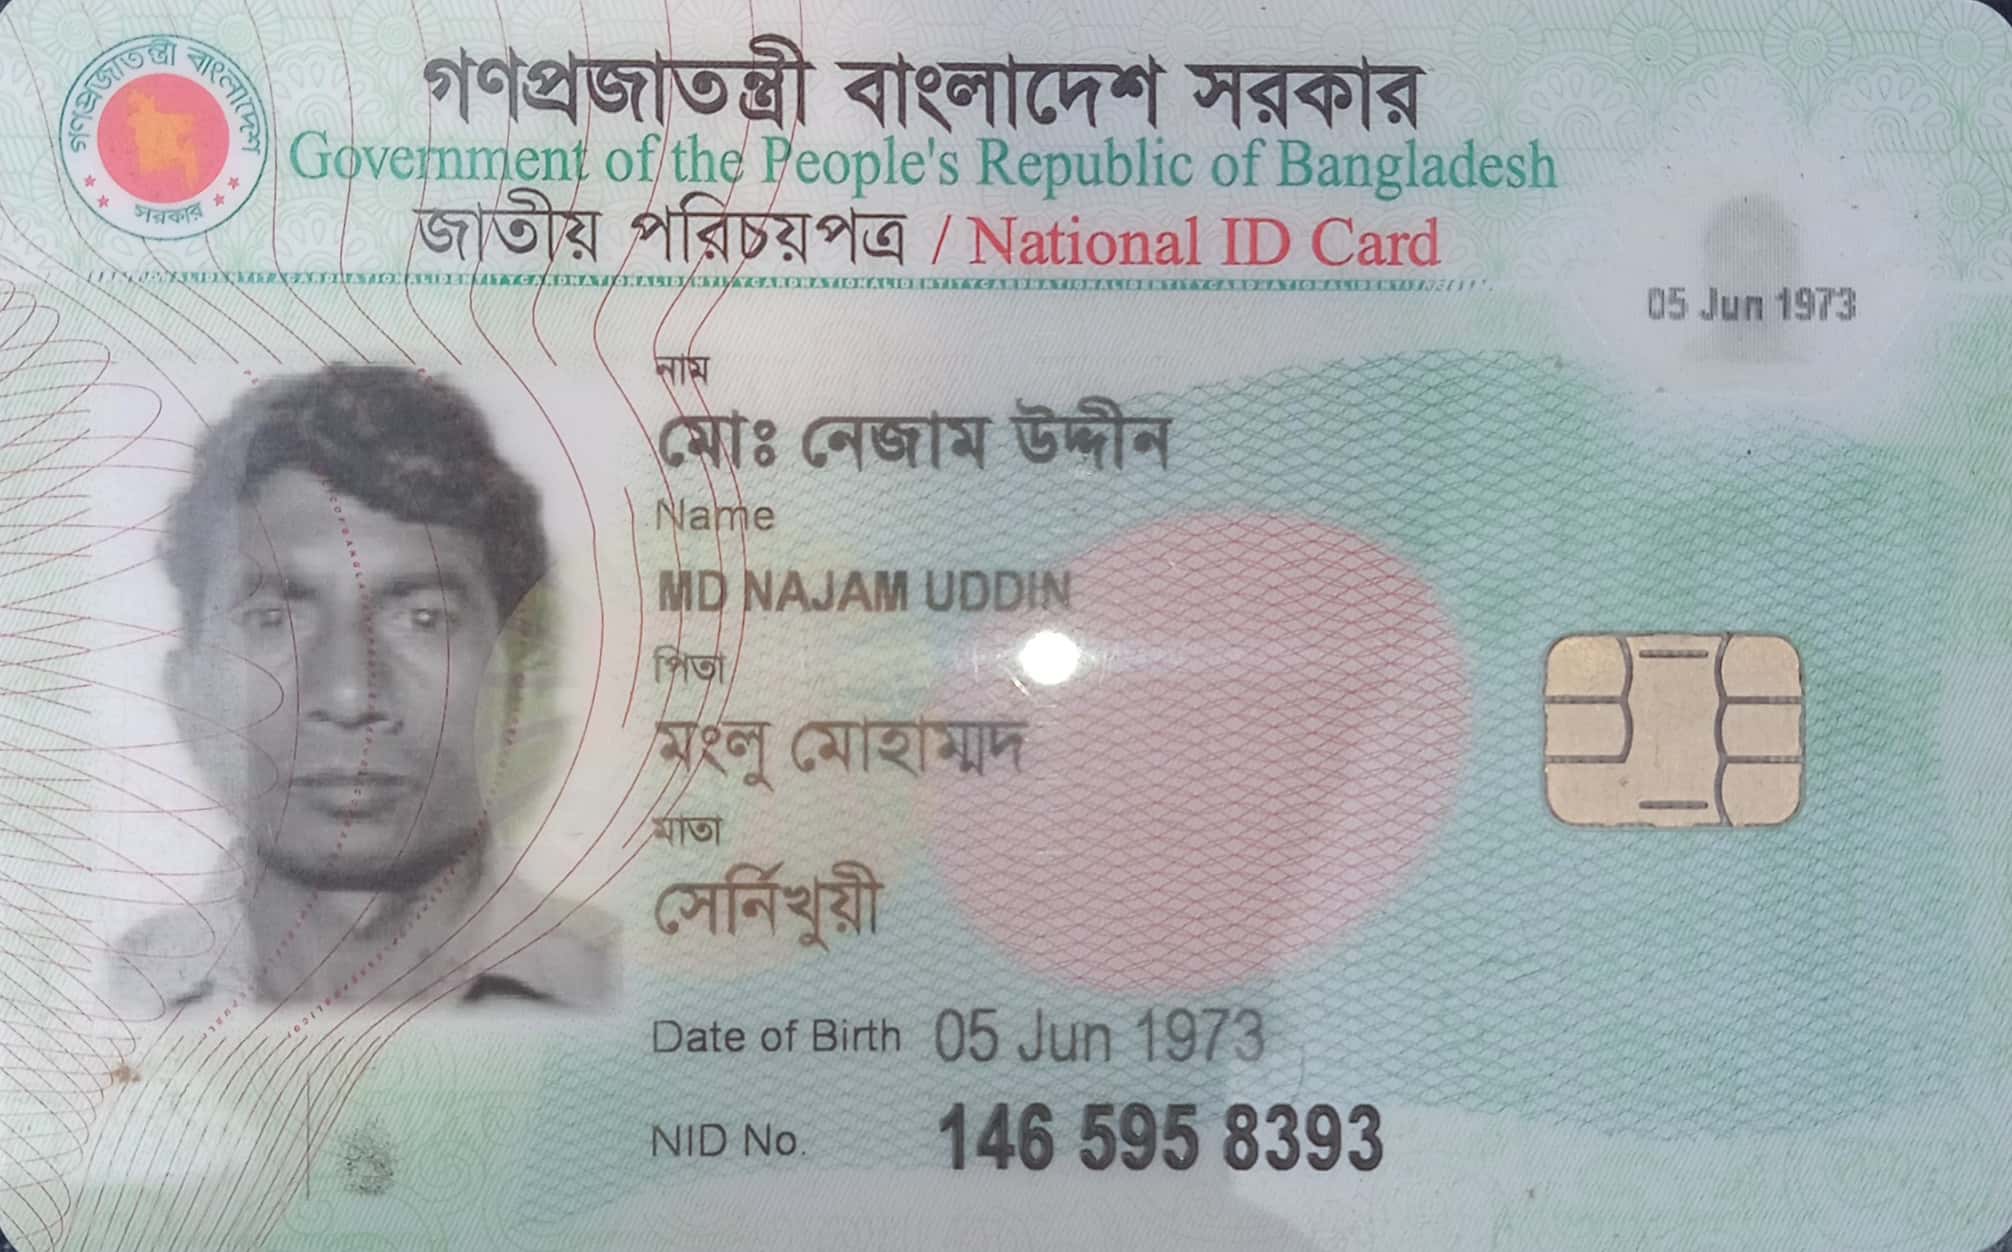 গণপ্রজাতন্ত্রী বাংলাদেশ
সরকার
গণপ্রজাতন্ত্রী বাংলাদেশ সরকার
Government of the People's Republic of Bangladesh
জাতীয় পরিচয়পত্র / National ID Card
05 Jun 1973
নাম
মোঃ নেজাম উদ্দীন
Name
MD NAJAM UDDIN
পিতা
মংলু মোহাম্মদ
মাতা
সের্নিখুয়ী
Date of Birth 05 Jun 1973
NID No. 146 595 8393